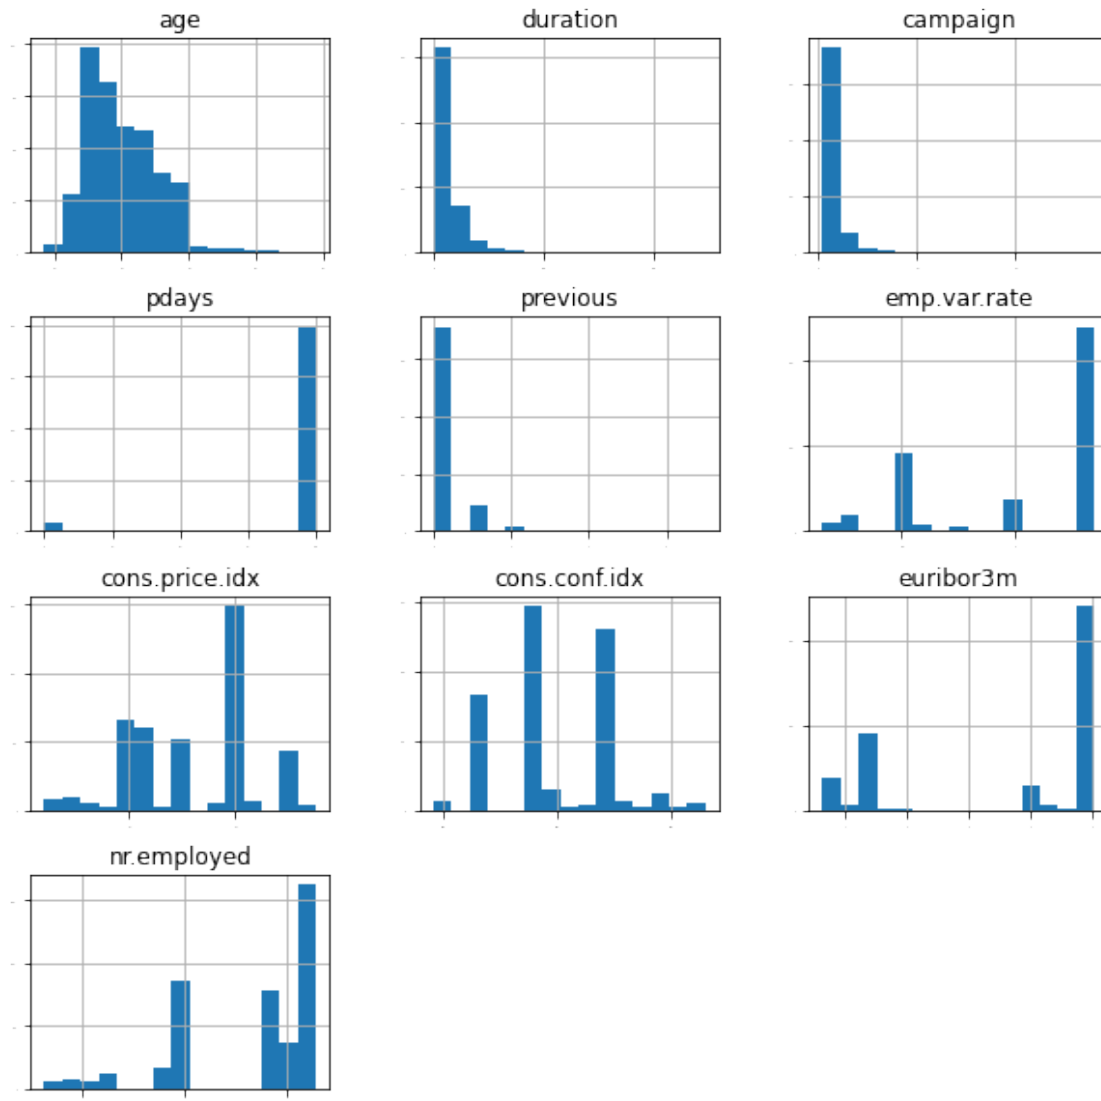 age
duration
campaign
pdays
previous
emp.var.rate
cons.price.idx
cons.conf.idx
euribor3m
nr.employed